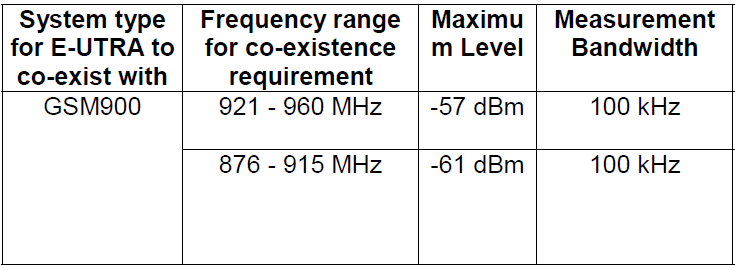 System type
for E-UTRA to
co-exist with
Frequency range
for co-existence
requirement
Maximu
m Level
Measurement
Bandwidth
GSM900
921 - 960 MHz
-57 dBm
100 kHz
876 - 915 MHz
-61 dBm
100 kHz